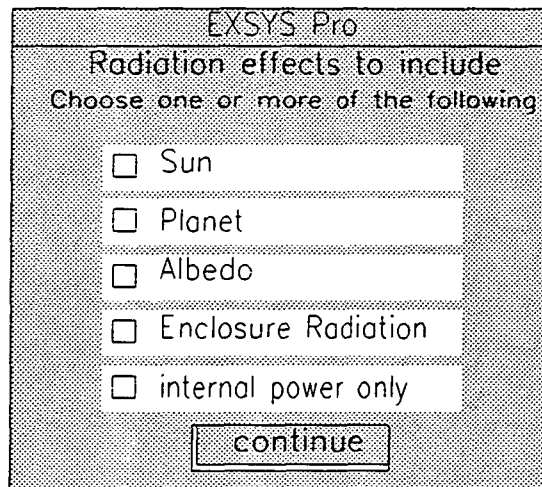 EXSYS Pro
Radiation effects to include
Choose one or more of the following
Sun
Planet
Albedo
Enclosure Radiation
internal power only
continue